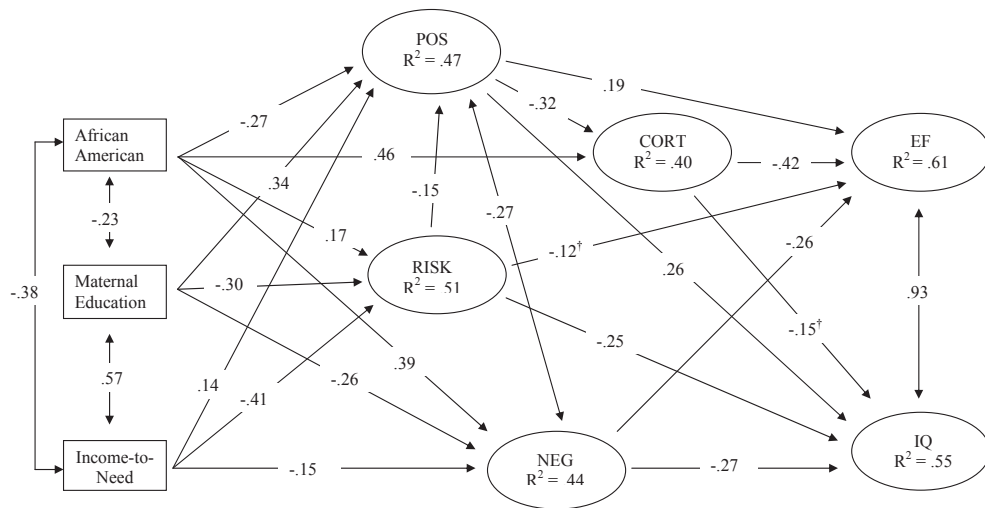 POS
R² = .47
.19
-.32
African
American
-.27
.46
CORT
R² = .40
-.42
EF
R² = .61
.34
-.15
-.23
-.27
.17
-.12†
-.26
RISK
R² = .51
Maternal
Education
-.30
.26
.93
-.38
-.25
-.15†
.57
.14
-.41
-.26
.39
Income-to-
Need
-.15
NEG
R² = .44
-.27
IQ
R² = .55